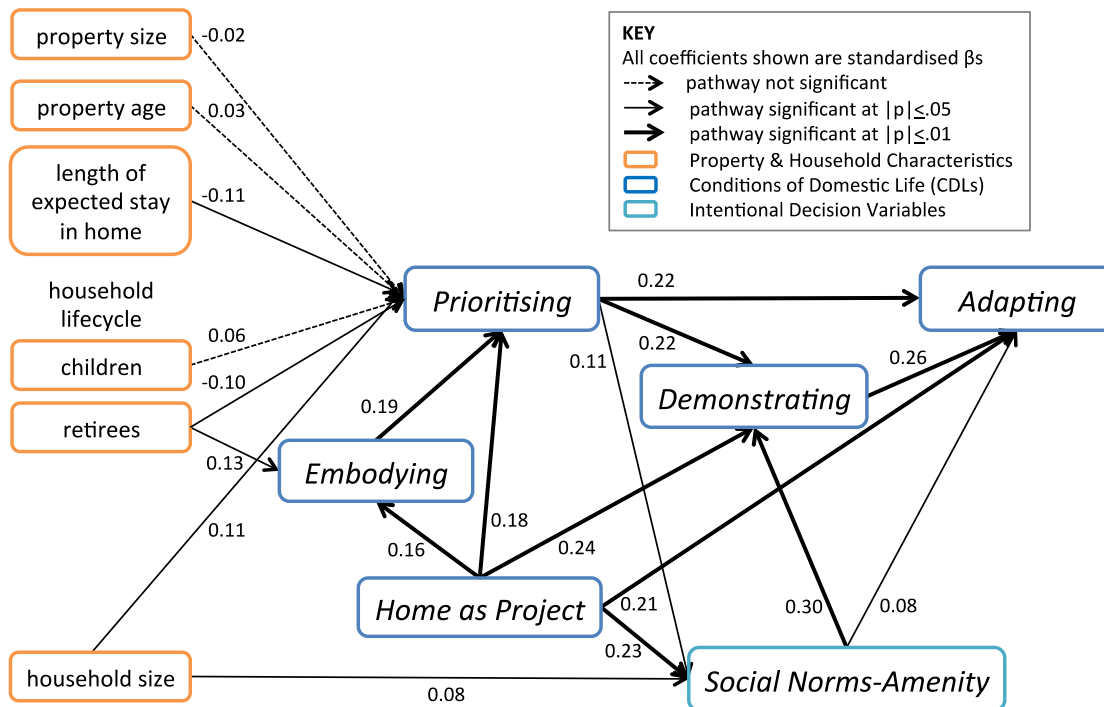 property size
-0.02
property age
0.03
length of
expected stay
in home
-0.11
household
lifecycle
children
0.06
-0.10
retirees
0.13
0.11
household size
0.08
KEY
All coefficients shown are standardised βs
pathway not significant
pathway significant at |p|≤.05
pathway significant at |p|≤.01
Property & Household Characteristics
Conditions of Domestic Life (CDLs)
Intentional Decision Variables
Prioritising
0.22
Adapting
0.22
0.11
0.26
Demonstrating
0.19
Embodying
0.18
0.16
0.24
Home as Project
0.21
0.23
0.30
0.08
Social Norms-Amenity